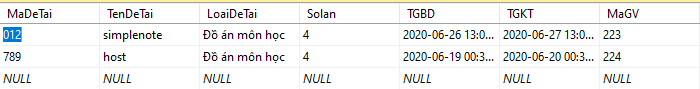 MaDeTai TenDeTai LoaiDeTai Solan TGBD TGKT MaGV
012 simplenote Đồ án môn học 4 2020-06-26 13:0... 2020-06-27 13:0... 223
789 host Đồ án môn học 4 2020-06-19 00:3... 2020-06-20 00:3... 224
NULL NULL NULL NULL NULL NULL NULL